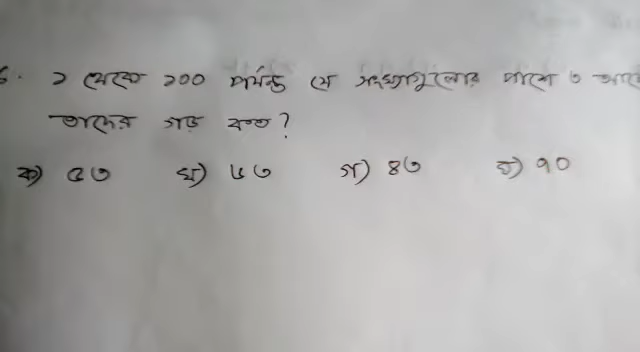 ৬. ১ থেকে ১০০ পর্যন্ত যে সংখ্যাগুলোর পাশে ৩ আছে
তাদের গড় কত?
ক) ৫৩ খ) ৬৩ গ) ৪৩ ঘ) ৭০